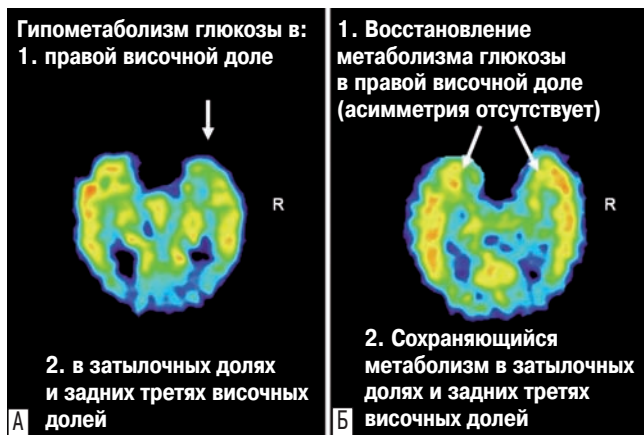 Гипометаболизм глюкозы в:
1. правой височной доле
R
2. в затылочных долях
и задних третях височных
долей
А
1. Восстановление
метаболизма глюкозы
в правой височной доле
(асимметрия отсутствует)
R
2. Сохраняющийся
метаболизм в затылочных
долях и задних третях
височных долей
Б